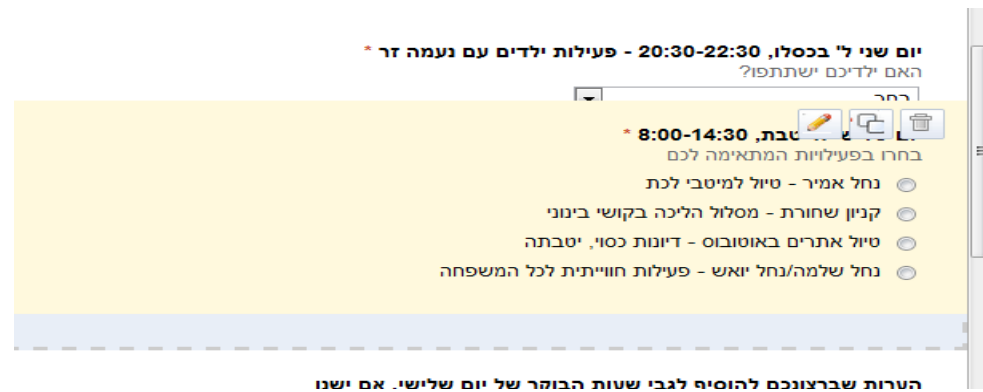 יום שני ל' בכסלו, 20:30-22:30 - פעילות ילדים עם נעמה זר *
האם ילדיכם ישתתפו?
בחר
טבת, 8:00-14:30 *
בחרו בפעילויות המתאימה לכם
נחל אמיר - טיול למיטבי לכת
קניון שחורת - מסלול הליכה בקושי בינוני
טיול אתרים באוטובוס - דיונות כסוי, יטבתה
נחל שלמה/נחל יואש - פעילות חווייתית לכל המשפחה
הערות שברצונכם להוסיף לגבי שעות הבוקר של יום שלישי, אם ישנן